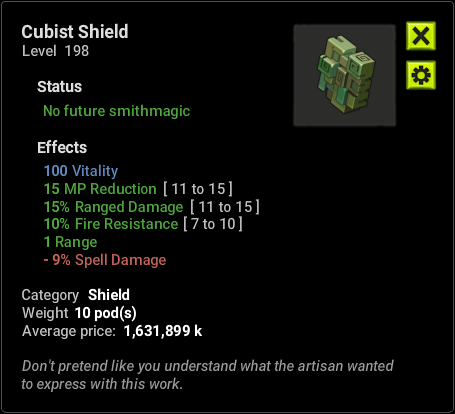 Cubist Shield
Level 198
Status
No future smithmagic
Effects
100 Vitality
15 MP Reduction [ 11 to 15 ]
15% Ranged Damage [ 11 to 15 ]
10% Fire Resistance [ 7 to 10 ]
1 Range
- 9% Spell Damage
Category Shield
Weight 10 pod(s)
Average price: 1,631,899 k
Don't pretend like you understand what the artisan wanted
to express with this work.